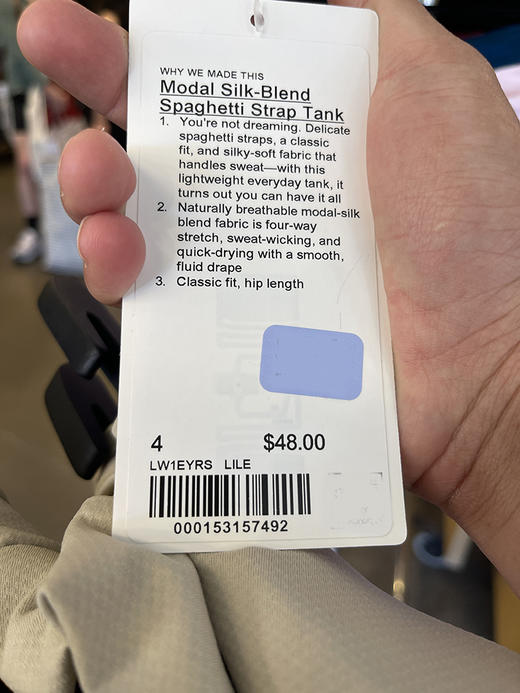 WHY WE MADE THIS
Modal Silk-Blend
Spaghetti Strap Tank
1. You're not dreaming. Delicate
spaghetti straps, a classic
fit, and silky-soft fabric that
handles sweat—with this
lightweight everyday tank, it
turns out you can have it all
2. Naturally breathable modal-silk
blend fabric is four-way
stretch, sweat-wicking, and
quick-drying with a smooth,
fluid drape
3. Classic fit, hip length
4 $48.00
LW1EYRS LILE
000153157492